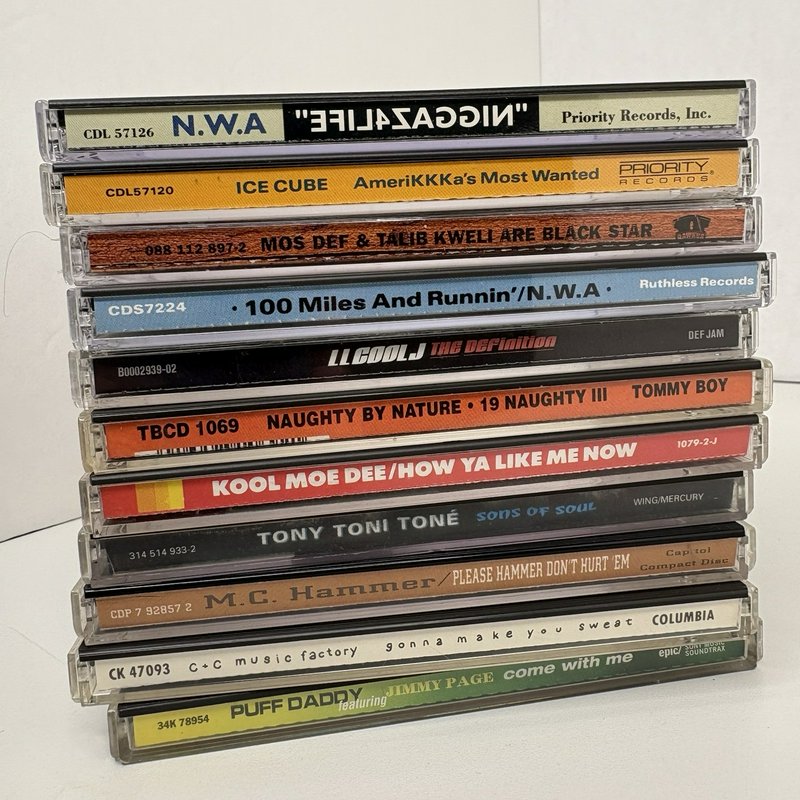 CDL 57126 N.W.A "NIGGAZ4LIFE" Priority Records, Inc.
CDL57120 ICE CUBE AmeriKKKa's Most Wanted PRIORITY RECORDS®
088 112 897-2 MOS DEF & TALIB KWELI ARE BLACK STAR
CDS7224 · 100 Miles And Runnin'/N.W.A · Ruthless Records
B0002939-02 LL COOL J THE DEFinition DEF JAM
TBCD 1069 NAUGHTY BY NATURE • 19 NAUGHTY III TOMMY BOY
KOOL MOE DEE/HOW YA LIKE ME NOW 1079-2-J
314 514 933-2 TONY TONI TONÉ sons of soul WING/MERCURY
CDP 7 92857 2 M.C. Hammer/PLEASE HAMMER DON'T HURT 'EM Capitol Compact Disc
CK 47093 C+C music factory gonna make you sweat COLUMBIA
34K 78954 PUFF DADDY featuring JIMMY PAGE come with me epic/ SONY MUSIC SOUNDTRAX